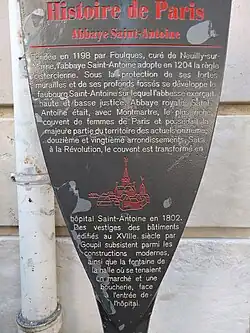 Histoire de Paris
Abbaye Saint-Antoine
Fondée en 1198 par Foulques, curé de Neuilly-sur-
Marne, l'abbaye Saint-Antoine adopte en 1204 la règle
cistercienne. Sous la protection de ses fortes
murailles et de ses profonds fossés se développe le
faubourg Saint-Antoine sur lequel l'abbesse exerçait
haute et basse justice. Abbaye royale, Saint-
Antoine était, avec Montmartre, le plus riche
couvent de femmes de Paris et possédait la
majeure partie du territoire des actuels onzième,
douzième et vingtième arrondissements.
à la Révolution, le couvent est transformé en
hôpital Saint-Antoine en 1802.
Des vestiges des bâtiments
édifiés au XVIIIe siècle par
Goupil subsistent parmi les
constructions modernes,
ainsi que la fontaine de
la halle où se tenaient
un marché et une
boucherie, face
à l'entrée de
l'hôpital.